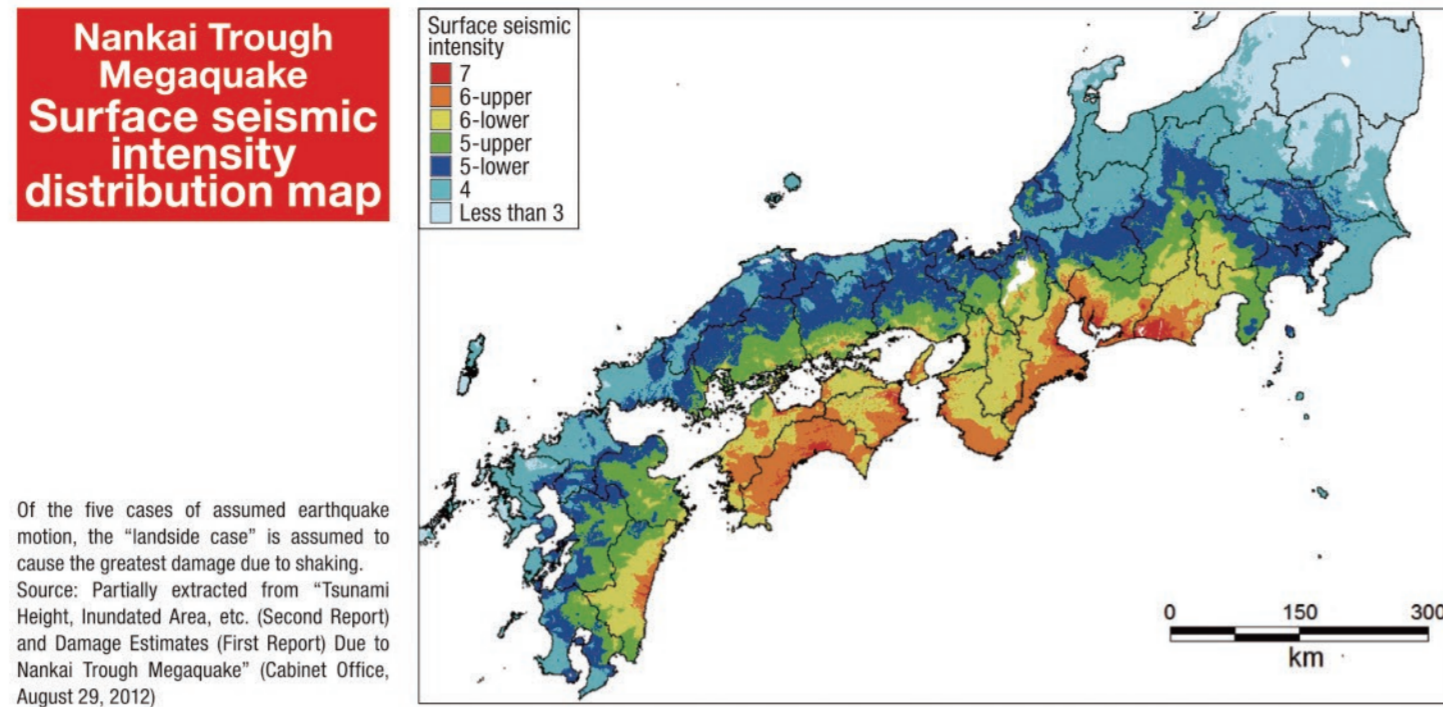 Nankai Trough
Megaquake
Surface seismic
intensity
distribution map
Of the five cases of assumed earthquake
motion, the “landside case” is assumed to
cause the greatest damage due to shaking.
Source: Partially extracted from “Tsunami
Height, Inundated Area, etc. (Second Report)
and Damage Estimates (First Report) Due to
Nankai Trough Megaquake” (Cabinet Office,
August 29, 2012)
Surface seismic
intensity
7
6-upper
6-lower
5-upper
5-lower
4
Less than 3
0 150 300
km